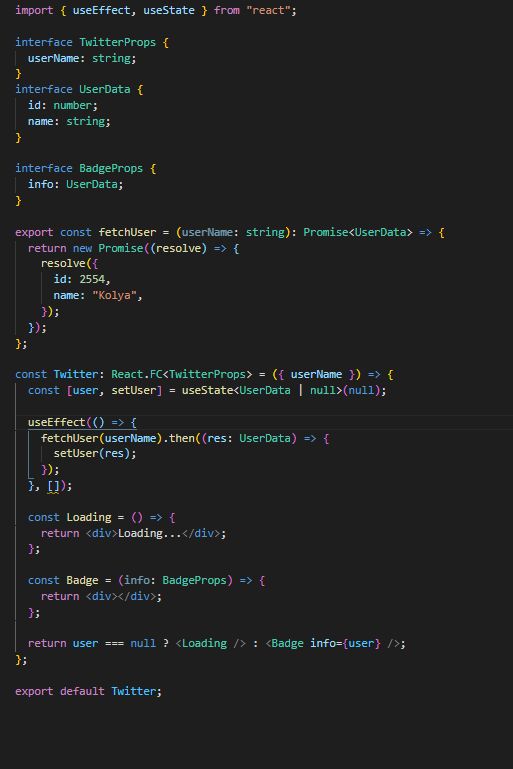 import { useEffect, useState } from "react";
interface TwitterProps {
  userName: string;
}
interface UserData {
  id: number;
  name: string;
}
interface BadgeProps {
  info: UserData;
}
export const fetchUser = (userName: string): Promise<UserData> => {
  return new Promise((resolve) => {
    resolve({
      id: 2554,
      name: "Kolya",
    });
  });
};
const Twitter: React.FC<TwitterProps> = ({ userName }) => {
  const [user, setUser] = useState<UserData | null>(null);
  useEffect(() => {
    fetchUser(userName).then((res: UserData) => {
      setUser(res);
    });
  }, []);
  const Loading = () => {
    return <div>Loading...</div>;
  };
  const Badge = (info: BadgeProps) => {
    return <div></div>;
  };
  return user === null ? <Loading /> : <Badge info={user} />;
};
export default Twitter;